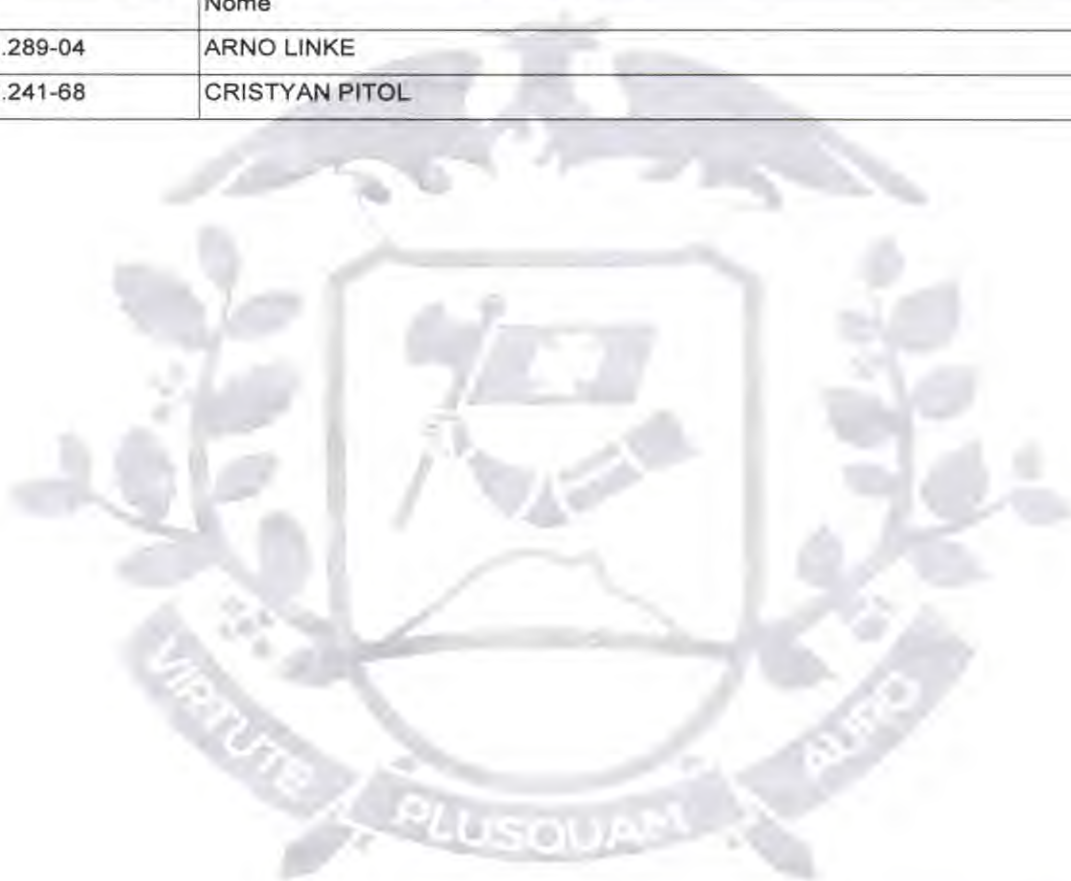 Nome
.289-04 ARNO LINKE
.241-68 CRISTYAN PITOL
VIRTUTE PLUSQUAM AURO